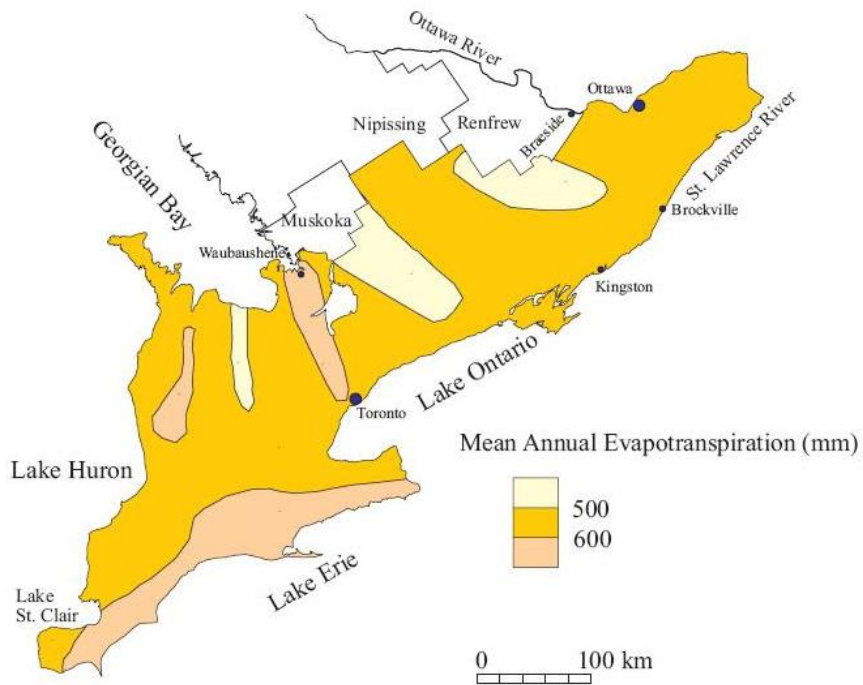 Ottawa River
Ottawa
Nipissing
Renfrew
Braeside
St. Lawrence River
Georgian Bay
Muskoka
Brockville
Waubaushene
Kingston
Lake Ontario
Toronto
Mean Annual Evapotranspiration (mm)
Lake Huron
500
600
Lake Erie
Lake
St. Clair
0 100 km